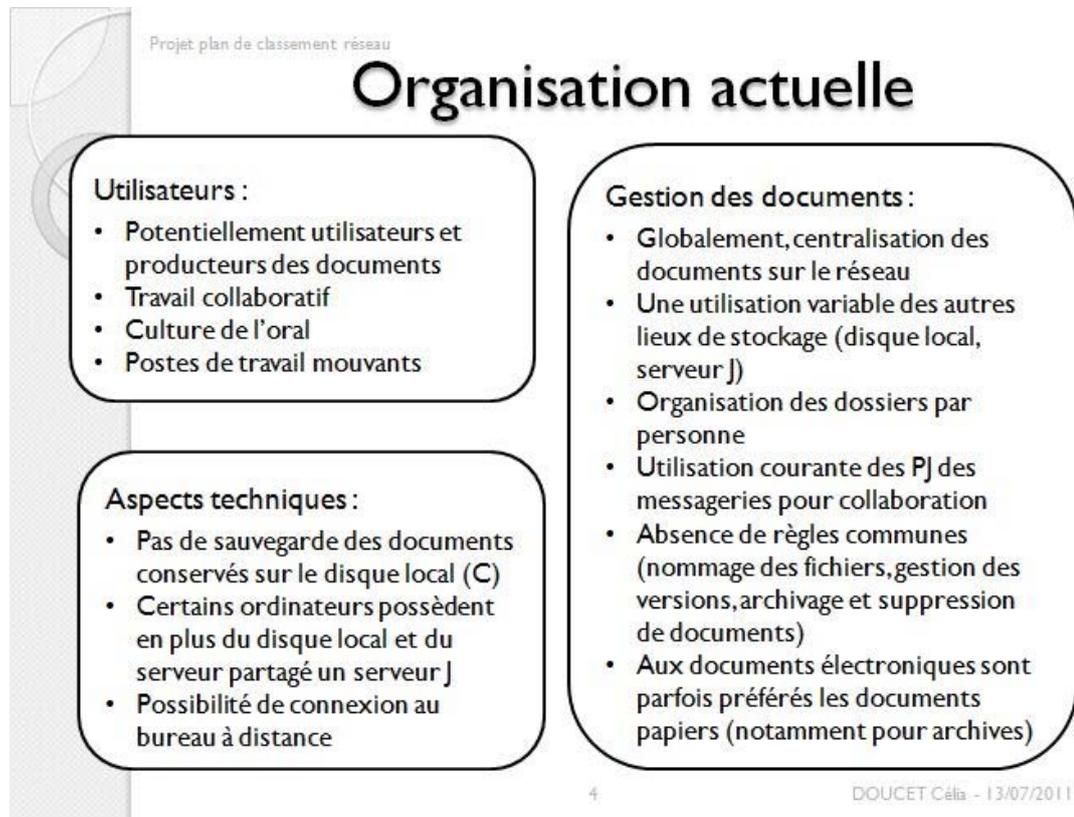 Projet plan de classement réseau
Organisation actuelle
Utilisateurs :
• Potentiellement utilisateurs et
producteurs des documents
• Travail collaboratif
• Culture de l'oral
• Postes de travail mouvants
Aspects techniques :
• Pas de sauvegarde des documents
conservés sur le disque local (C)
• Certains ordinateurs possèdent
en plus du disque local et du
serveur partagé un serveur J
• Possibilité de connexion au
bureau à distance
Gestion des documents :
• Globalement, centralisation des
documents sur le réseau
• Une utilisation variable des autres
lieux de stockage (disque local,
serveur J)
• Organisation des dossiers par
personne
• Utilisation courante des PJ des
messageries pour collaboration
• Absence de règles communes
(nommage des fichiers, gestion des
versions, archivage et suppression
de documents)
• Aux documents électroniques sont
parfois préférés les documents
papiers (notamment pour archives)
4
DOUCET Célia - 13/07/2011